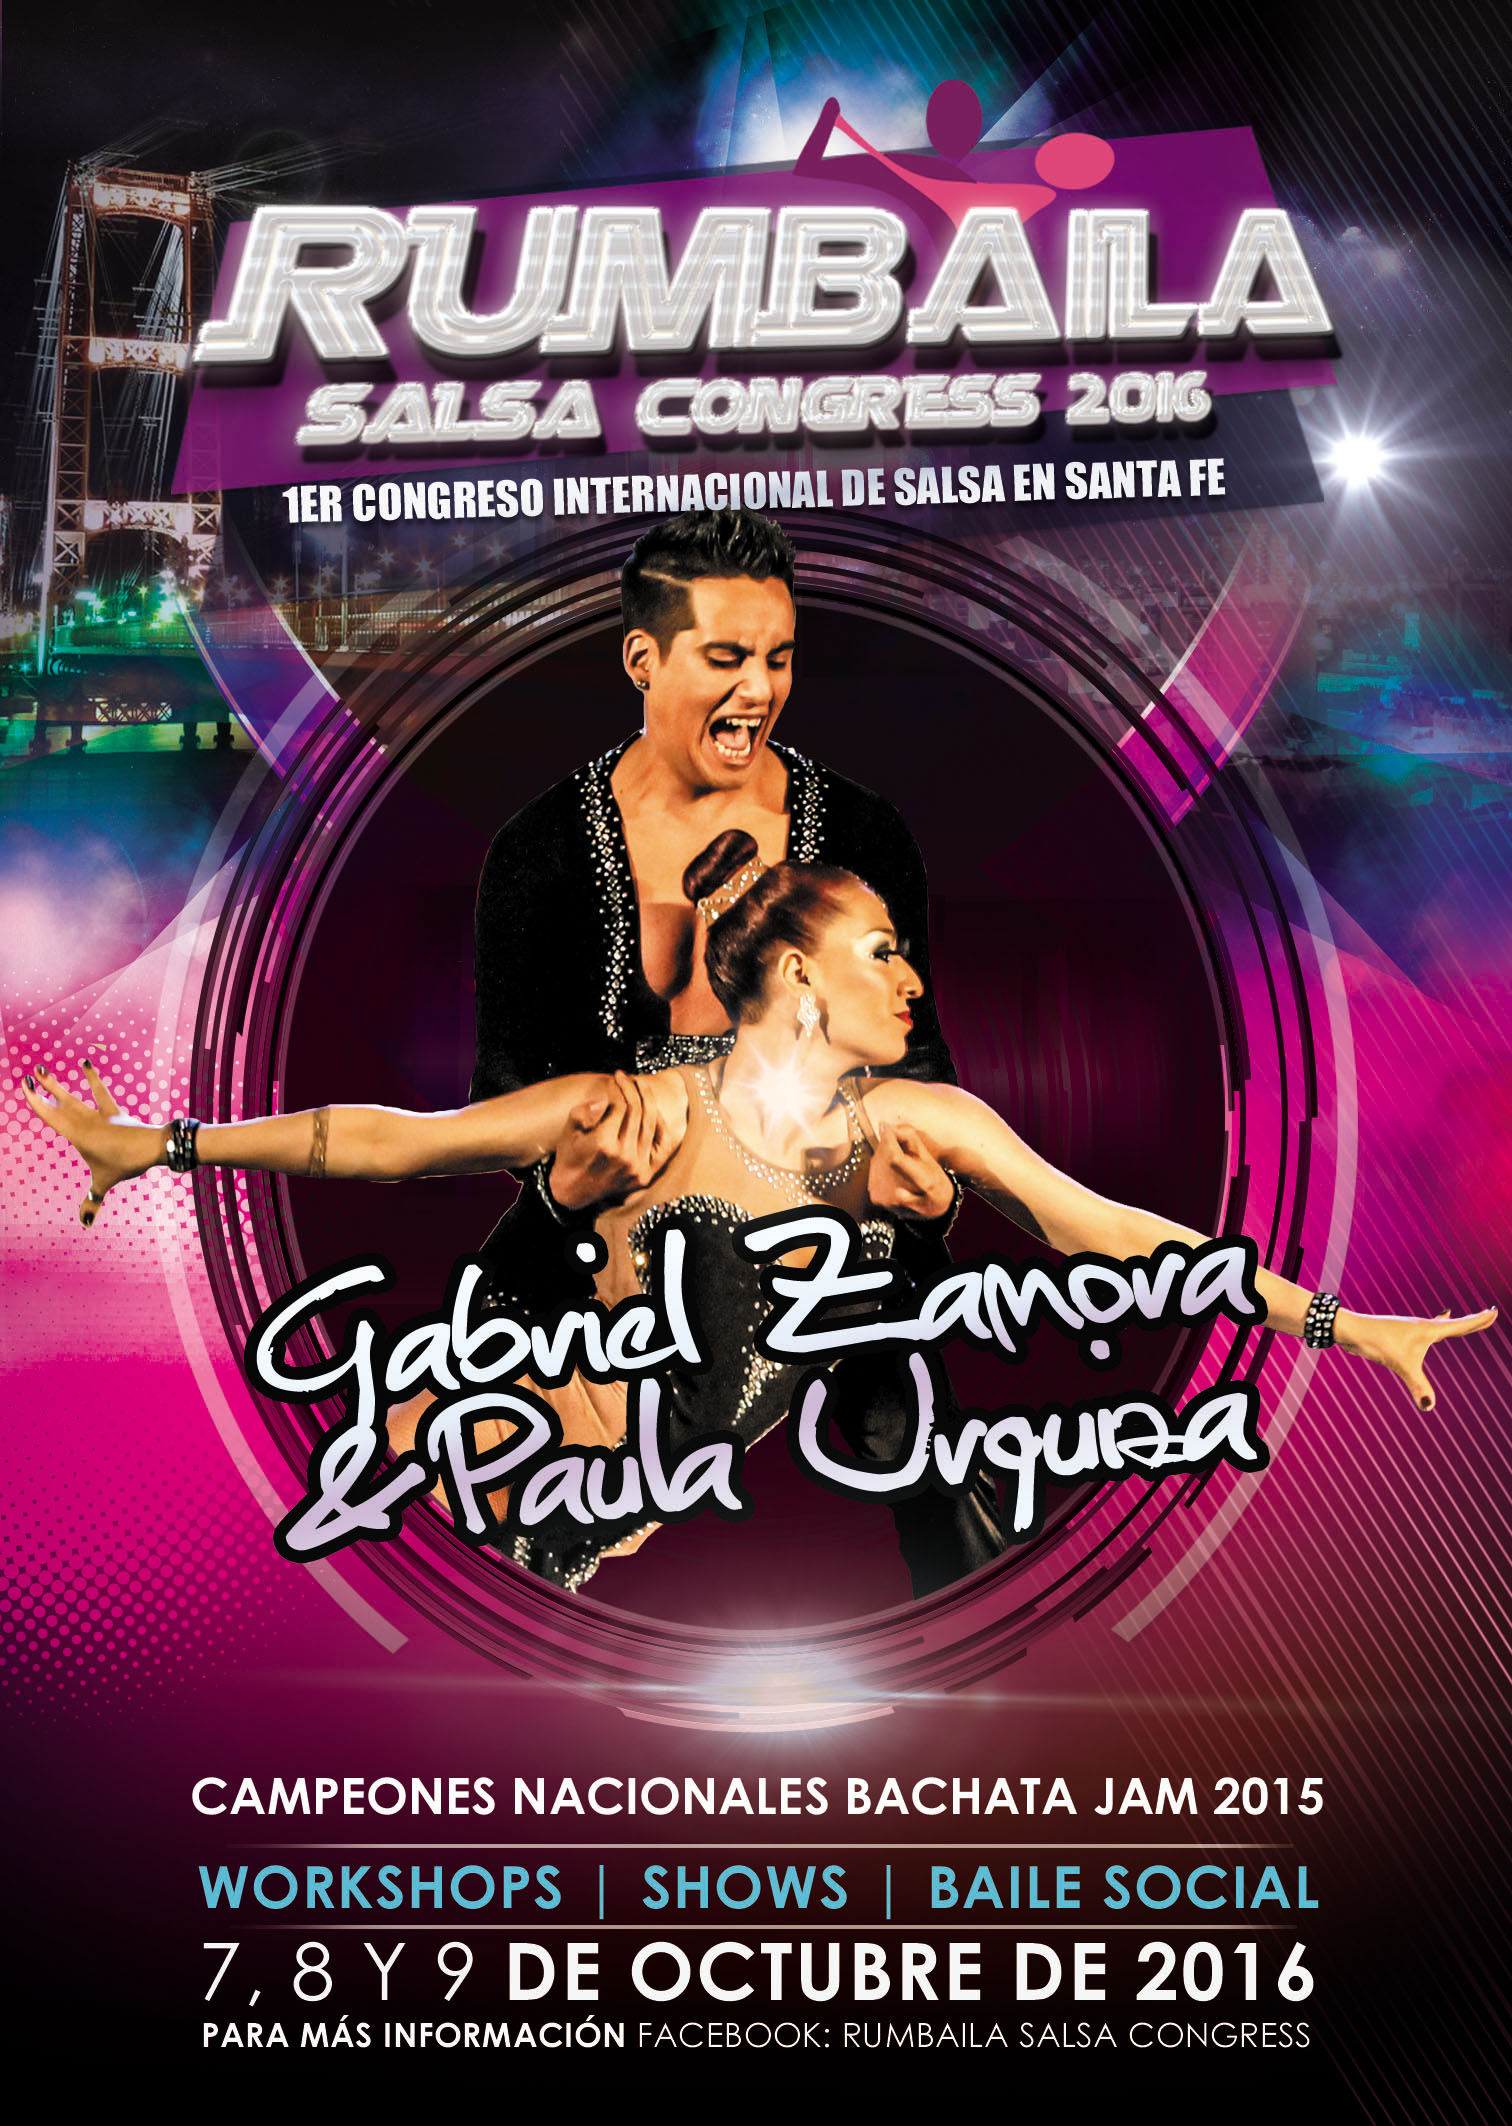 RUMBAILA
SALSA CONGRESS 2016
1ER CONGRESO INTERNACIONAL DE SALSA EN SANTA FE
Gabriel Zamora
& Paula Urquiza
CAMPEONES NACIONALES BACHATA JAM 2015
WORKSHOPS | SHOWS | BAILE SOCIAL
7, 8 Y 9 DE OCTUBRE DE 2016
PARA MÁS INFORMACIÓN FACEBOOK: RUMBAILA SALSA CONGRESS